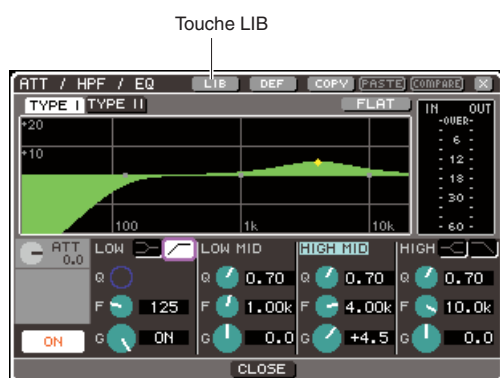 Touche LIB
ATT / HPF / EQ LIB DEF COPY PASTE COMPARE X
TYPE I TYPE II FLAT
IN OUT
-OVER-
+20
+10
6
12
18
30
60
100 1k 10k
ATT 0.0
LOW LOW MID HIGH MID HIGH
Q Q 0.70 Q 0.70 Q 0.70
F 125 F 1.00k F 4.00k F 10.0k
ON G ON G 0.0 G +4.5 G 0.0
CLOSE